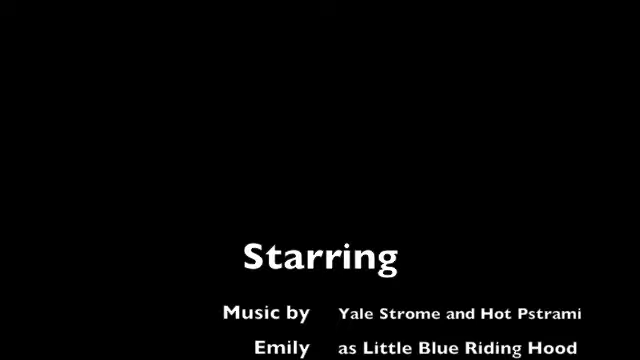 Starring
Music by Yale Strome and Hot Pstrami
Emily as Little Blue Riding Hood